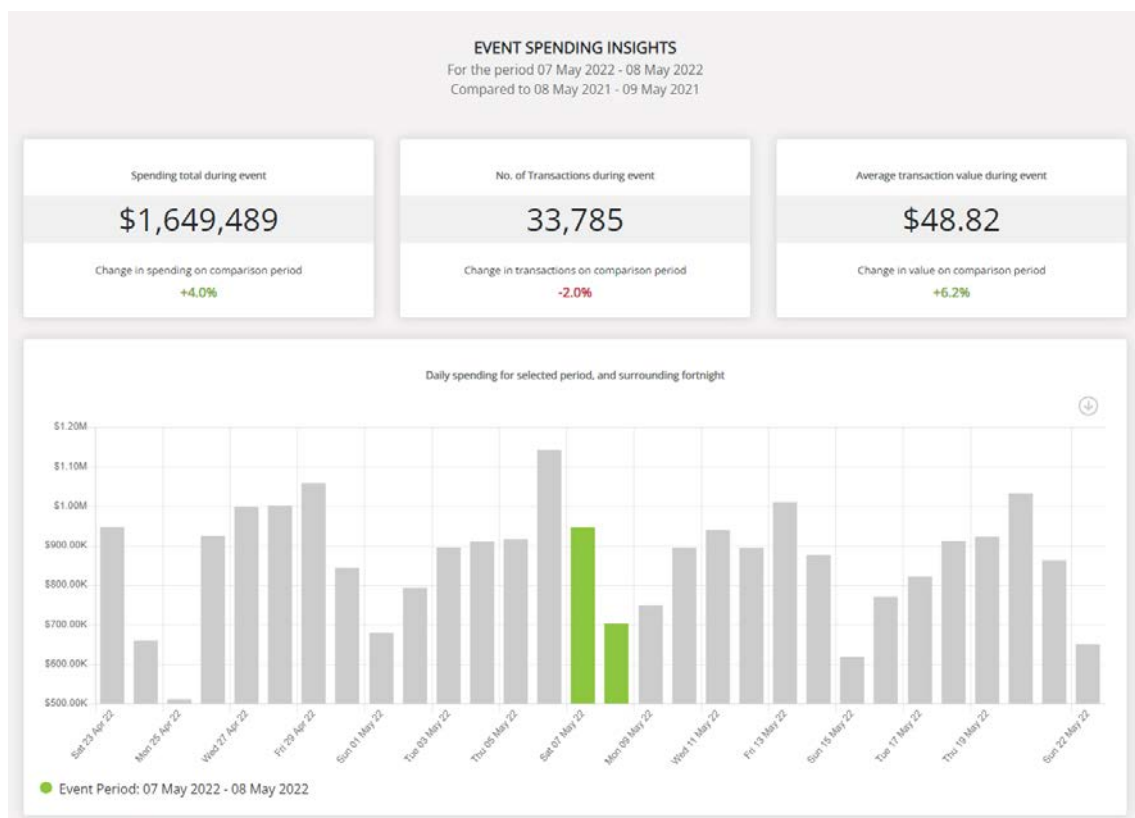 EVENT SPENDING INSIGHTS
For the period 07 May 2022 - 08 May 2022
Compared to 08 May 2021 - 09 May 2021
Spending total during event
$1,649,489
Change in spending on comparison period
+4.0%
No. of Transactions during event
33,785
Change in transactions on comparison period
-2.0%
Average transaction value during event
$48.82
Change in value on comparison period
+6.2%
Daily spending for selected period, and surrounding fortnight
$1.20M
$1.10M
$1.00M
$900.00K
$800.00K
$700.00K
$600.00K
$500.00K
Sat 23 Apr 22
Mon 25 Apr 22
Wed 27 Apr 22
Fri 29 Apr 22
Sun 01 May 22
Tue 03 May 22
Thu 05 May 22
Sat 07 May 22
Mon 09 May 22
Wed 11 May 22
Fri 13 May 22
Sun 15 May 22
Tue 17 May 22
Thu 19 May 22
Sun 22 May 22
Event Period: 07 May 2022 - 08 May 2022